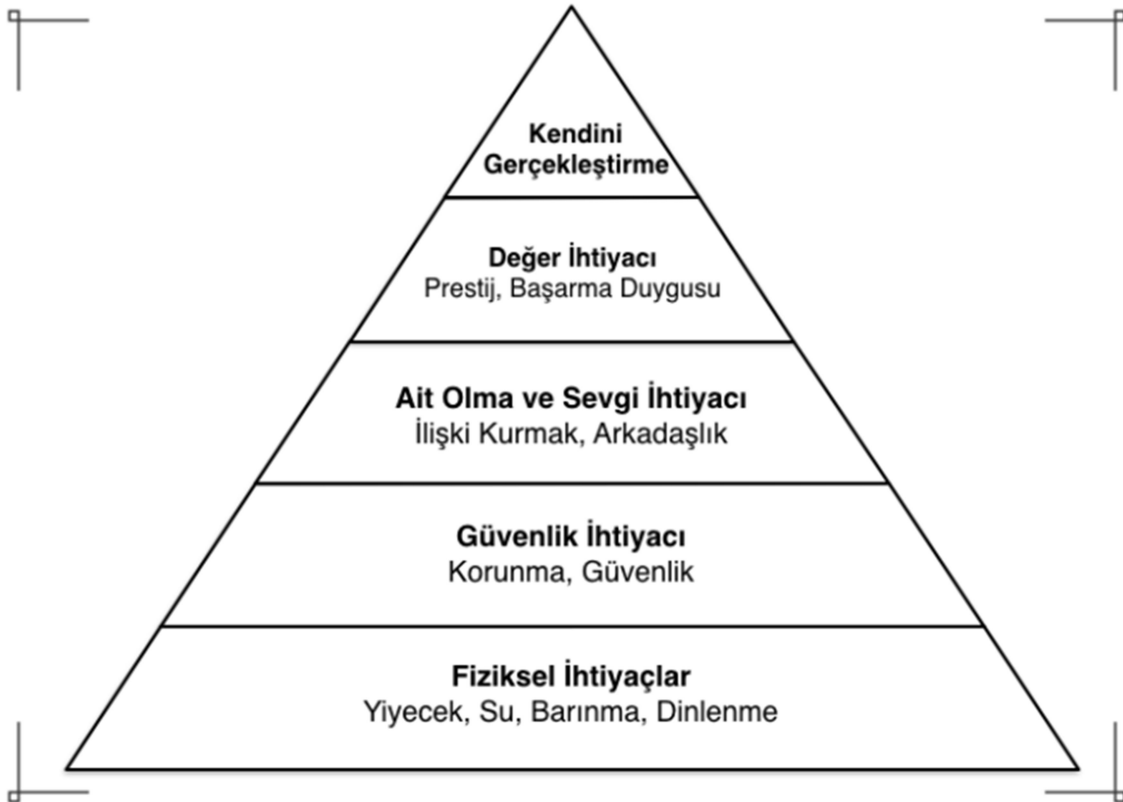 Kendini
Gerçekleştirme
Değer İhtiyacı
Prestij, Başarma Duygusu
Ait Olma ve Sevgi İhtiyacı
İlişki Kurmak, Arkadaşlık
Güvenlik İhtiyacı
Korunma, Güvenlik
Fiziksel İhtiyaçlar
Yiyecek, Su, Barınma, Dinlenme